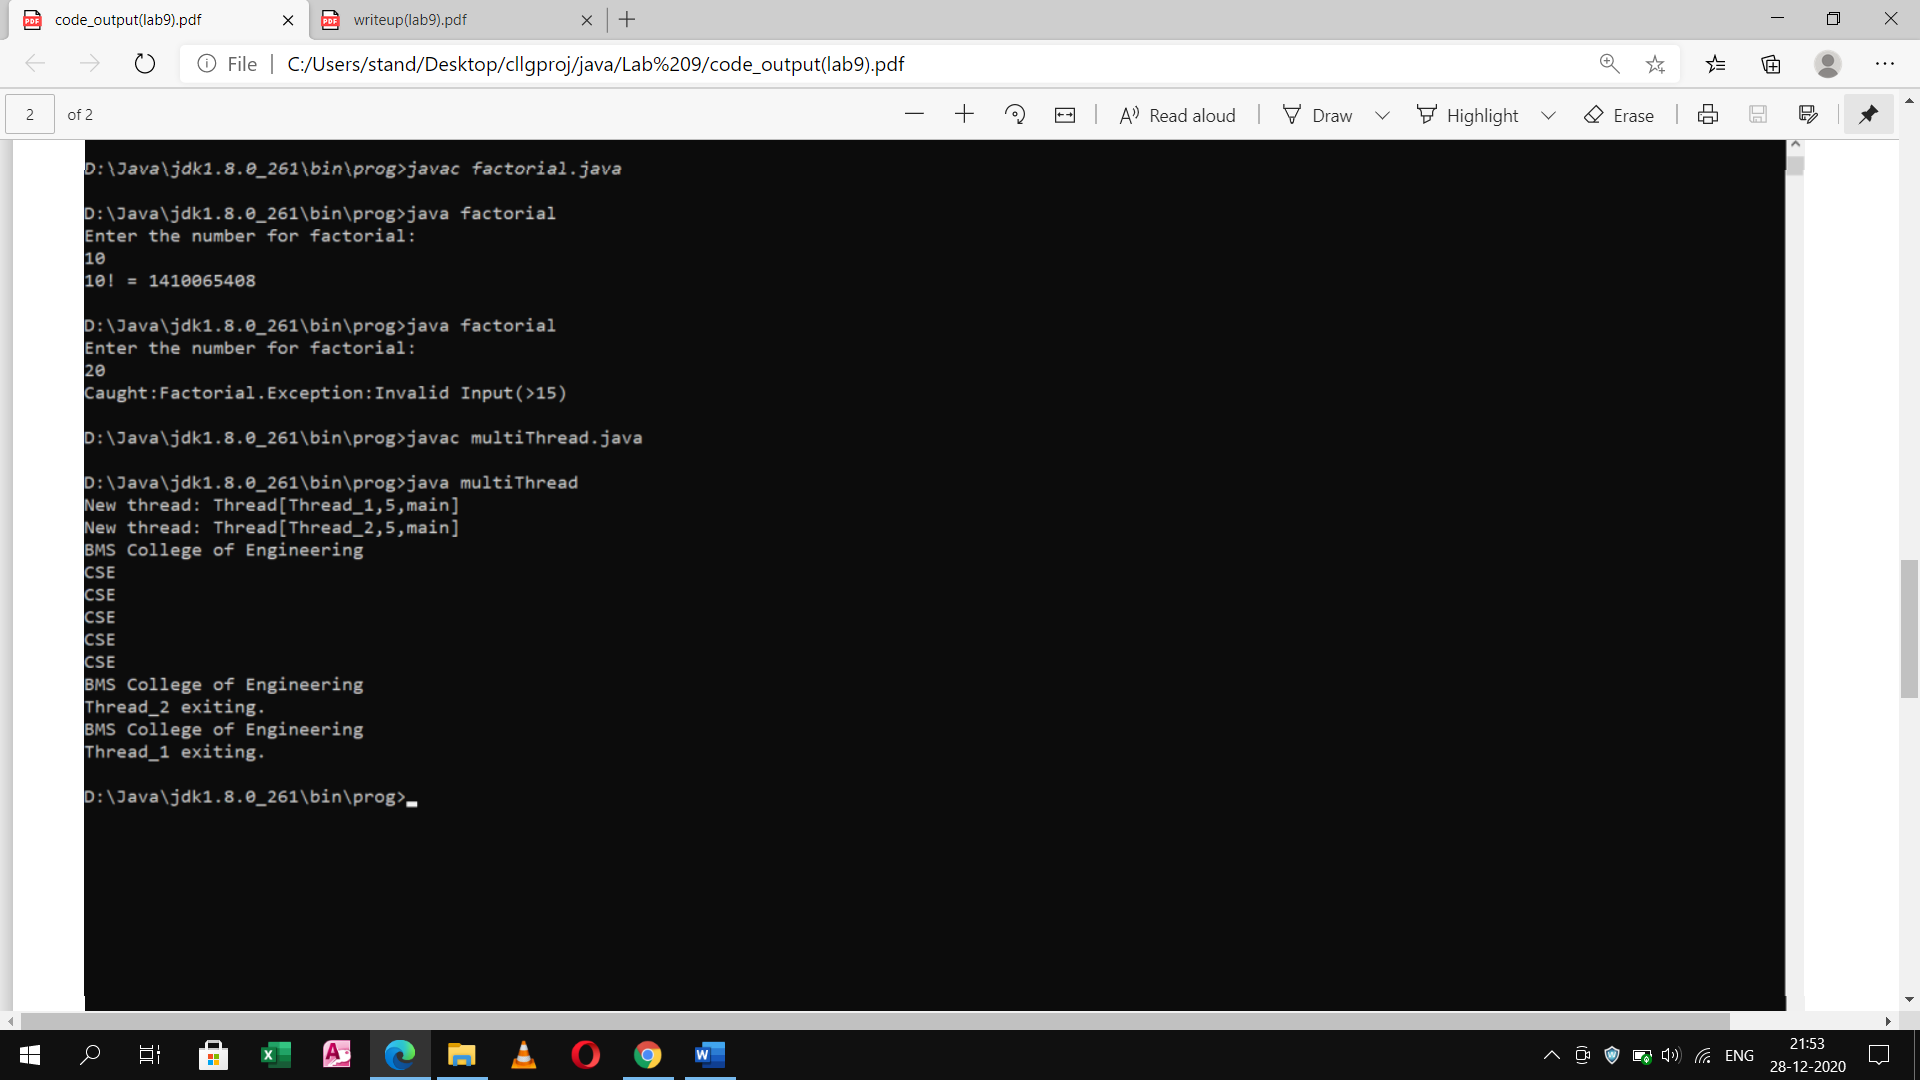 code_output(lab9).pdf
writeup(lab9).pdf
File
C:/Users/stand/Desktop/cllgproj/java/Lab%209/code_output(lab9).pdf
2 of 2
Read aloud
Draw
Highlight
Erase
D:\Java\jdk1.8.0_261\bin\prog>javac factorial.java
D:\Java\jdk1.8.0_261\bin\prog>java factorial
Enter the number for factorial:
10
10! = 1410065408
D:\Java\jdk1.8.0_261\bin\prog>java factorial
Enter the number for factorial:
20
Caught:Factorial.Exception:Invalid Input(>15)
D:\Java\jdk1.8.0_261\bin\prog>javac multiThread.java
D:\Java\jdk1.8.0_261\bin\prog>java multiThread
New thread: Thread[Thread_1,5,main]
New thread: Thread[Thread_2,5,main]
BMS College of Engineering
CSE
CSE
CSE
CSE
CSE
BMS College of Engineering
Thread_2 exiting.
BMS College of Engineering
Thread_1 exiting.
D:\Java\jdk1.8.0_261\bin\prog>
ENG
21:53
28-12-2020